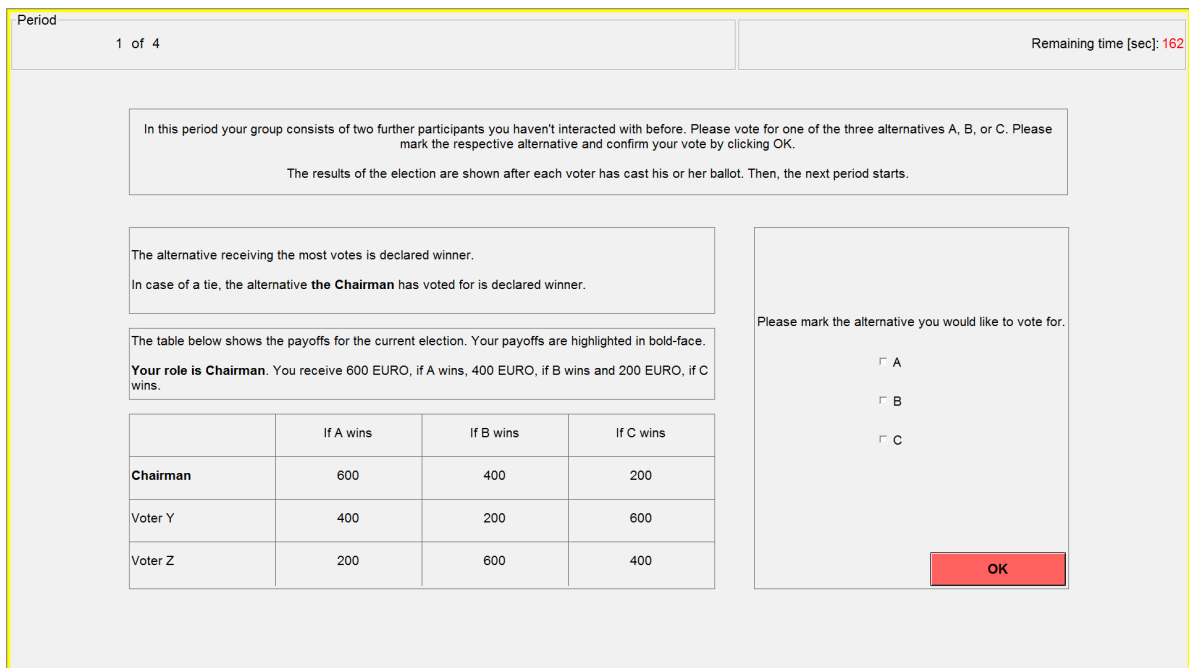 Period
1 of 4
Remaining time [sec]: 162
In this period your group consists of two further participants you haven't interacted with before. Please vote for one of the three alternatives A, B, or C. Please
mark the respective alternative and confirm your vote by clicking OK.
The results of the election are shown after each voter has cast his or her ballot. Then, the next period starts.
The alternative receiving the most votes is declared winner.
In case of a tie, the alternative the Chairman has voted for is declared winner.
The table below shows the payoffs for the current election. Your payoffs are highlighted in bold-face.
Your role is Chairman. You receive 600 EURO, if A wins, 400 EURO, if B wins and 200 EURO, if C
wins.
If A wins If B wins If C wins
Chairman 600 400 200
Voter Y 400 200 600
Voter Z 200 600 400
Please mark the alternative you would like to vote for.
A
B
C
OK